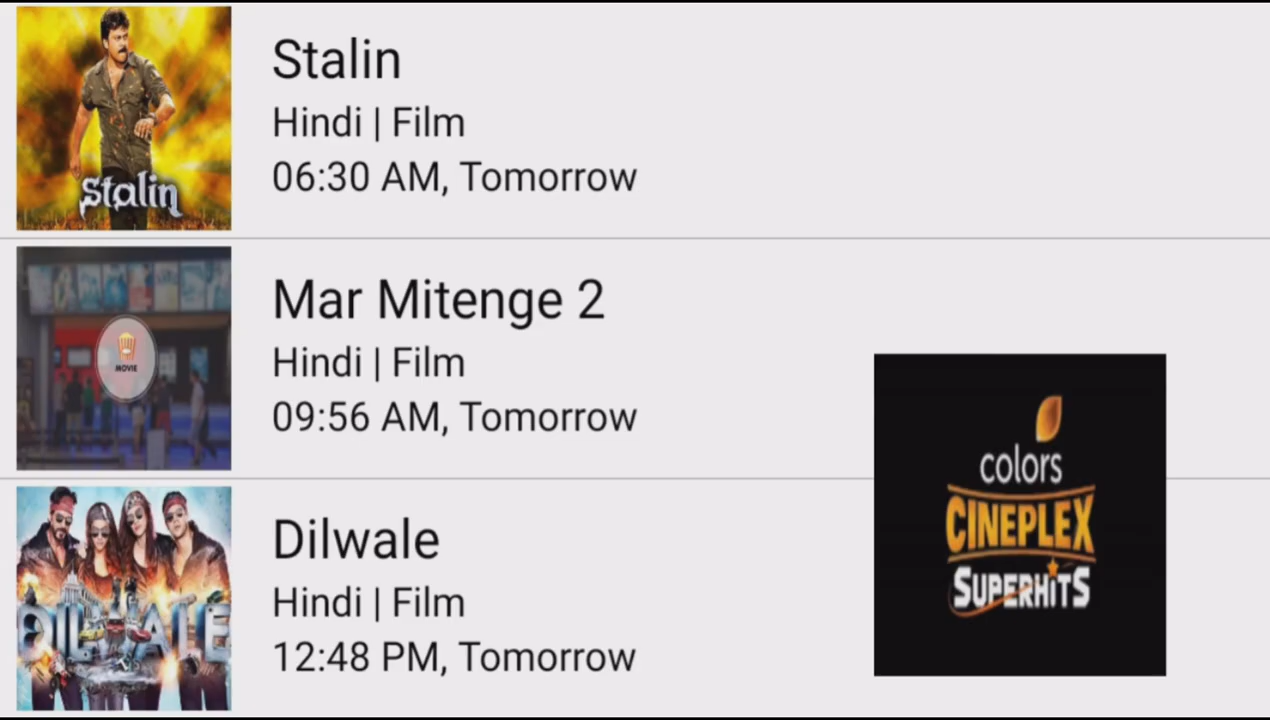 Stalin
Stalin
Hindi | Film
06:30 AM, Tomorrow
MOVIE
Mar Mitenge 2
Hindi | Film
09:56 AM, Tomorrow
DILWALE
Dilwale
Hindi | Film
12:48 PM, Tomorrow
colors
CINEPLEX
SUPERHiTS